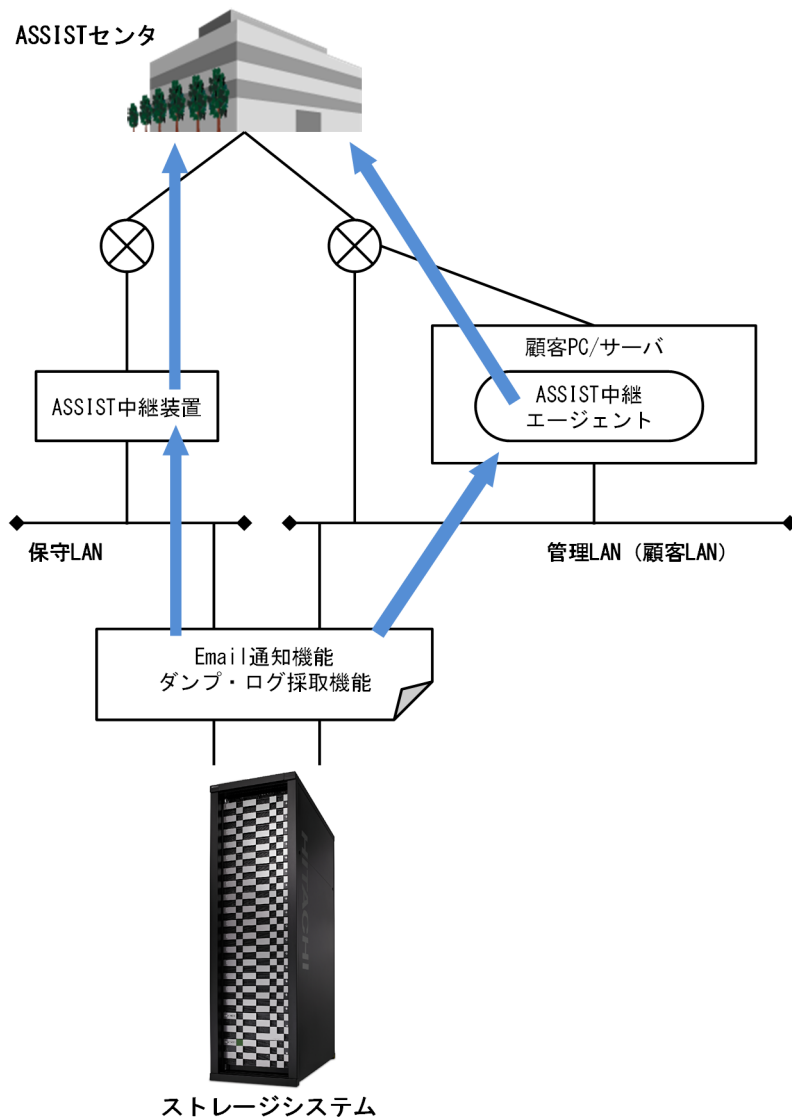 ASSISTセンタ
顧客PC/サーバ
ASSIST中継装置
ASSIST中継
エージェント
保守LAN
管理LAN（顧客LAN）
Email通知機能
ダンプ・ログ採取機能
HITACHI
ストレージシステム